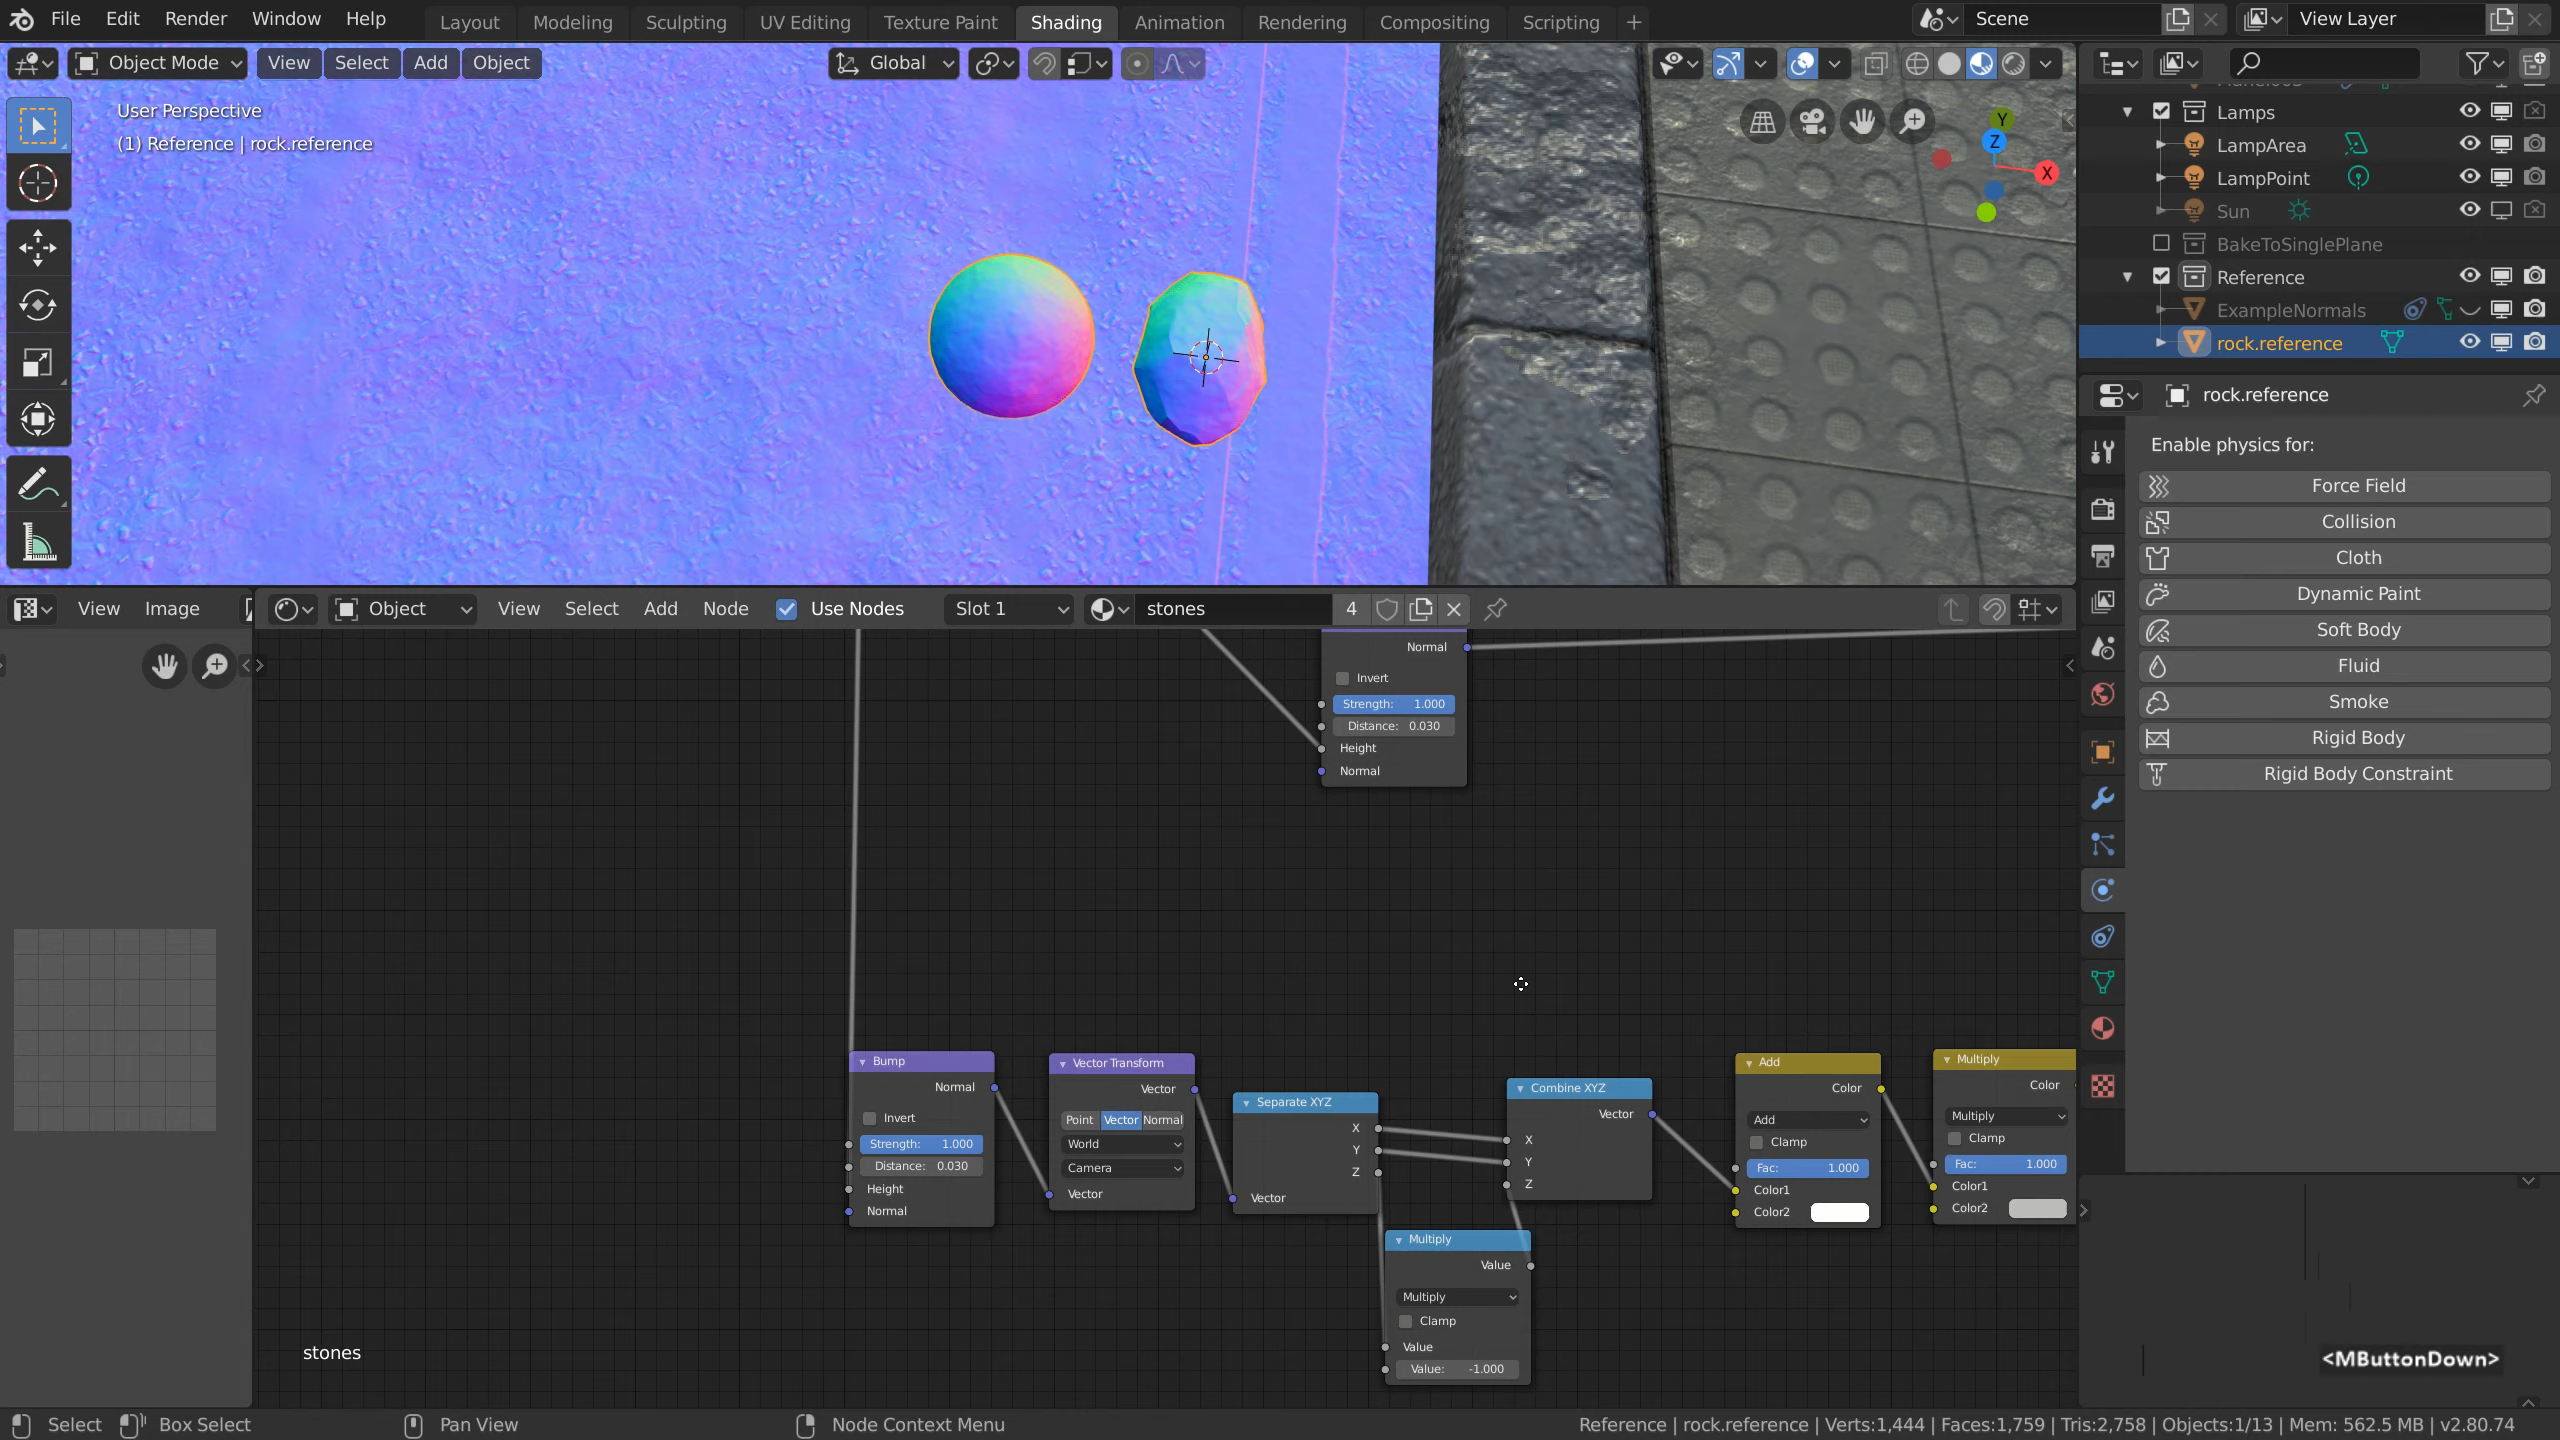 File Edit Render Window Help
Layout Modeling Sculpting UV Editing Texture Paint Shading Animation Rendering Compositing Scripting +
Scene
View Layer
Object Mode View Select Add Object
Global
User Perspective
(1) Reference | rock.reference
Y
Z
X
Lamps
LampArea
LampPoint
Sun
BakeToSinglePlane
Reference
ExampleNormals
rock.reference
rock.reference
Enable physics for:
Force Field
Collision
Cloth
Dynamic Paint
Soft Body
Fluid
Smoke
Rigid Body
Rigid Body Constraint
View Image
Object View Select Add Node Use Nodes Slot 1 stones 4
Normal
Invert
Strength: 1.000
Distance: 0.030
Height
Normal
Bump
Normal
Invert
Strength: 1.000
Distance: 0.030
Height
Normal
Vector Transform
Vector
Point Vector Normal
World
Camera
Vector
Separate XYZ
X
Y
Z
Vector
Combine XYZ
Vector
X
Y
Z
Multiply
Value
Multiply
Clamp
Value
Value: -1.000
Add
Color
Add
Clamp
Fac: 1.000
Color1
Color2
Multiply
Color
Multiply
Clamp
Fac: 1.000
Color1
Color2
stones
<MButtonDown>
Select Box Select Pan View Node Context Menu
Reference | rock.reference | Verts:1,444 | Faces:1,759 | Tris:2,758 | Objects:1/13 | Mem: 562.5 MB | v2.80.74